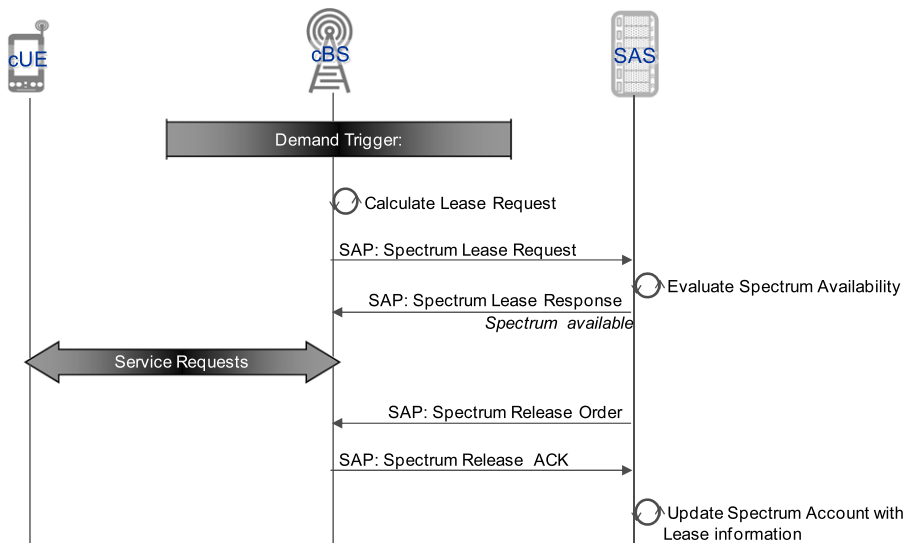 cUE
cBS
SAS
Demand Trigger:
Calculate Lease Request
SAP: Spectrum Lease Request
Evaluate Spectrum Availability
SAP: Spectrum Lease Response
Spectrum available
Service Requests
SAP: Spectrum Release Order
SAP: Spectrum Release ACK
Update Spectrum Account with
Lease information